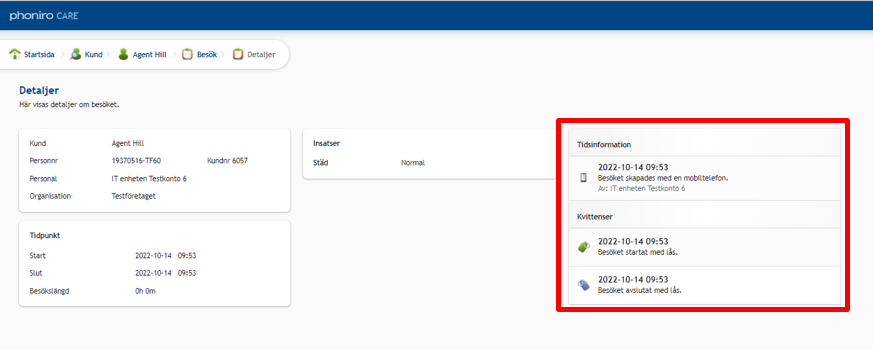 phoniro CARE
Startsida Kund Agent Hill Besök Detaljer
Detaljer
Här visas detaljer om besöket.
Kund Agent Hill
Personnr 19370516-TF60 Kundnr 6057
Personal IT enheten Testkonto 6
Organisation Testföretaget
Tidpunkt
Start 2022-10-14 09:53
Slut 2022-10-14 09:53
Besökslängd 0h 0m
Insatser
Städ Normal
Tidsinformation
2022-10-14 09:53
Besöket skapades med en mobiltelefon.
Av: IT enheten Testkonto 6
Kvittenser
2022-10-14 09:53
Besöket startat med lås.
2022-10-14 09:53
Besöket avslutat med lås.